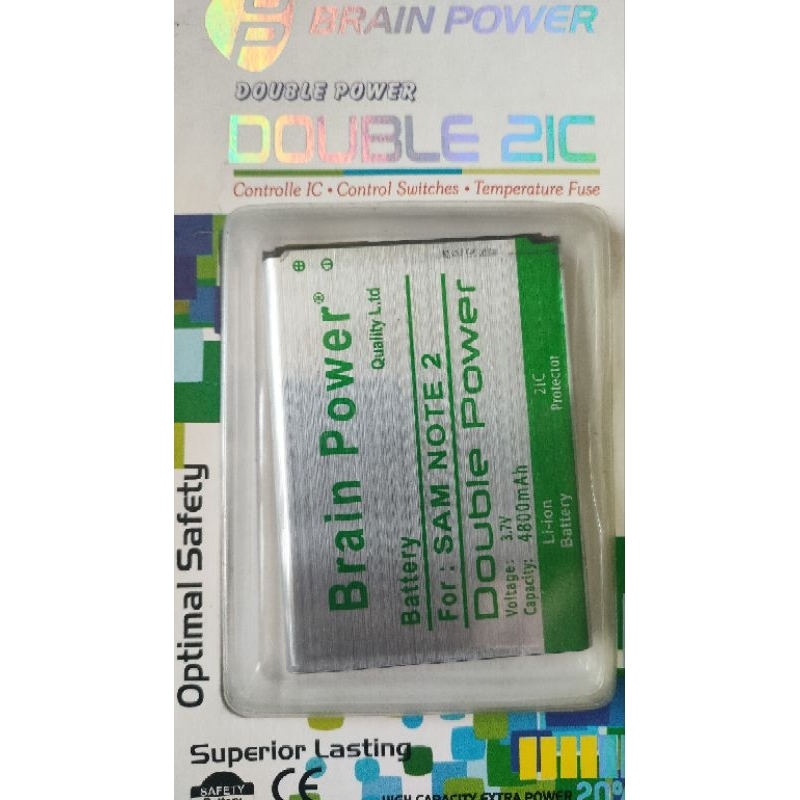 BP
BRAIN POWER
DOUBLE POWER
DOUBLE 2IC
Controlle IC • Control Switches • Temperature Fuse
Brain Power®
Quality L.td
Battery
For : SAM NOTE 2
Double Power
Voltage: 3.7V
Capacity: 4800mAh
2IC
Protector
Li-ion
Battery
Optimal Safety
Superior Lasting
SAFETY
CE
HIGH CAPACITY EXTRA POWER 20%